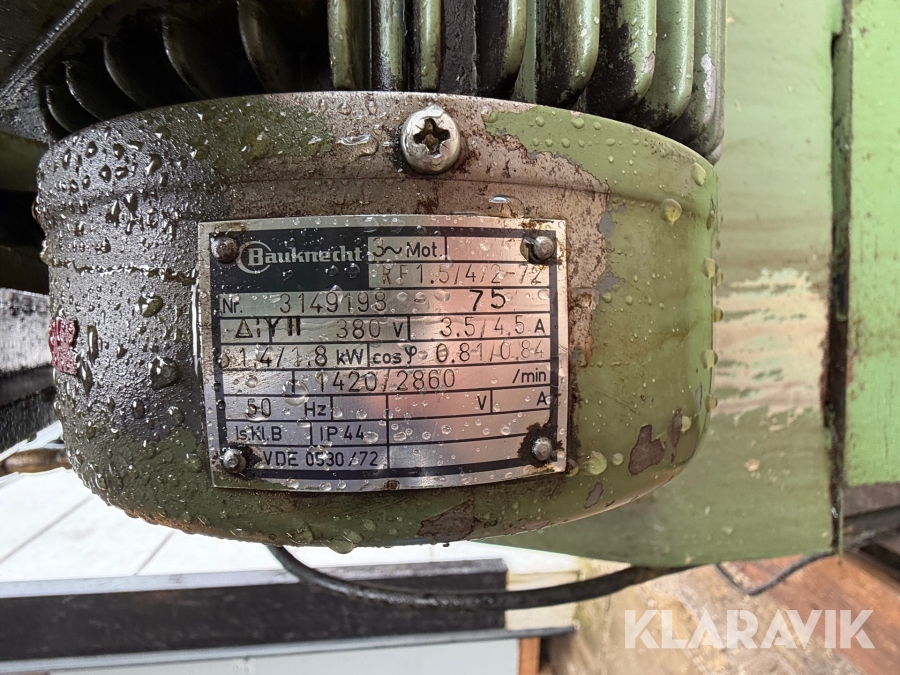 Bauknecht 3~ Mot.
RF1.5/4/2-72
Nr. 3149198 - 75
Δ/YII 380 V 3.5/4.5 A
1.4/1.8 kW cosφ 0.81/0.84
1420/2860 /min
50 Hz V A
Is.Kl.B IP 44
VDE 0530/72
KLARAVIK